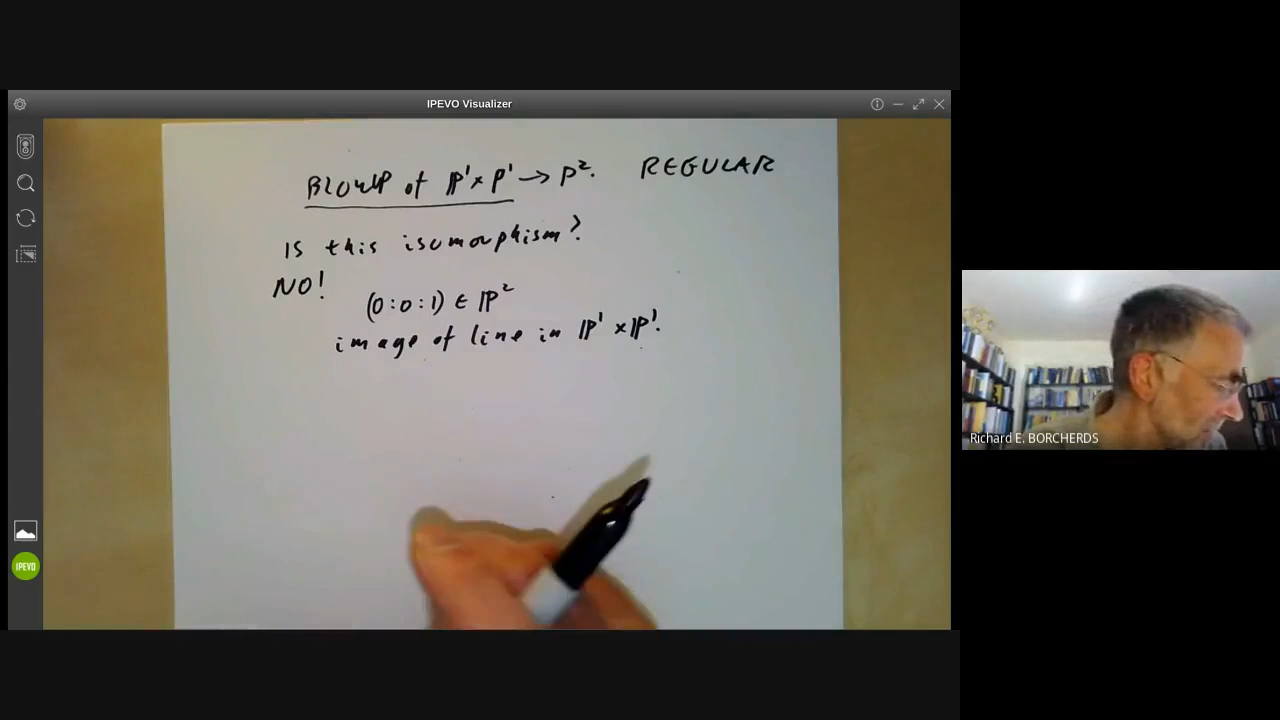 IPEVO Visualizer
BLOWUP of ℙ¹×P¹ → P². REGULAR
Is this isomorphism?
NO!
(0:0:1) ∈ ℙ²
image of line in ℙ¹×ℙ¹.
Richard E. BORCHERDS
IPEVO